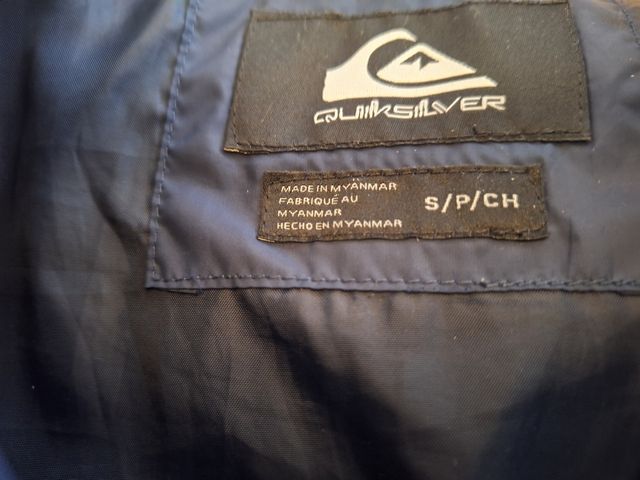 QUIKSILVER
MADE IN MYANMAR
FABRIQUÉ AU
MYANMAR
HECHO EN MYANMAR
S/P/CH